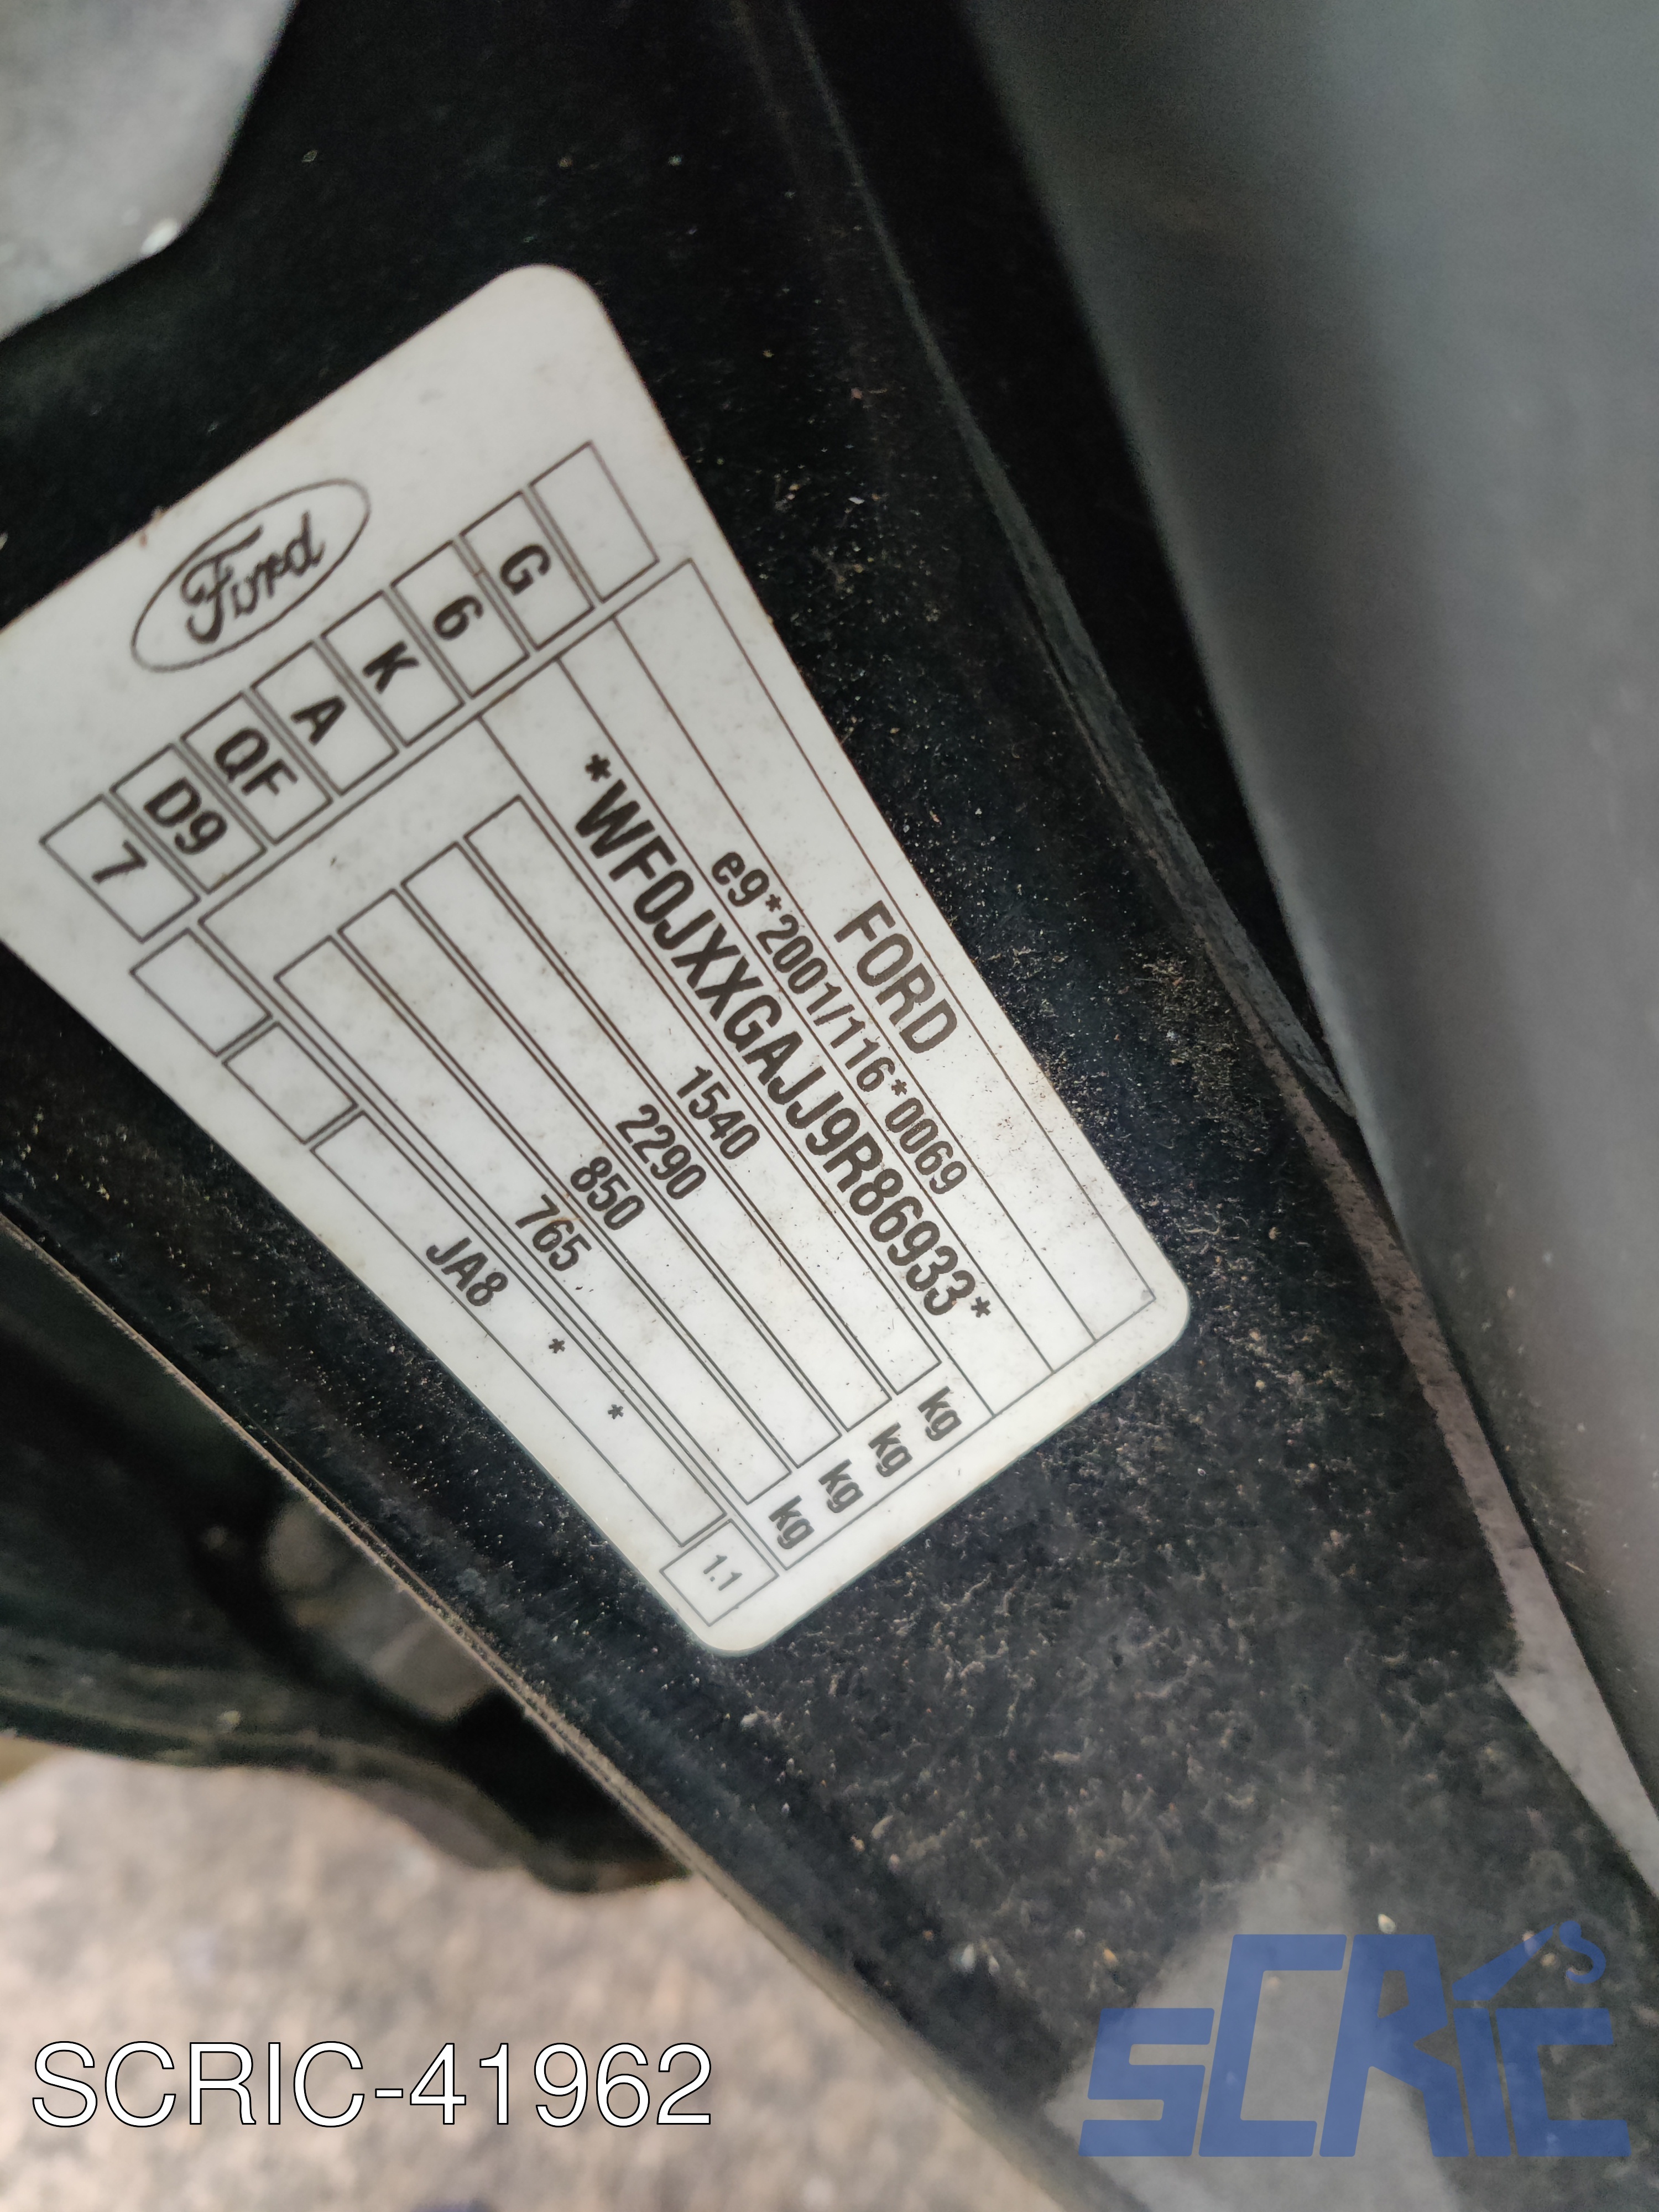 FORD
e9*2001/116*0069
*WF0JXXGAJJ9R86933*
1540 kg
2290 kg
850 kg
765 kg
JA8 * *
1.1
Ford
G
6
K
A
QF
D9
7
SCRIC-41962
SCRIC'S